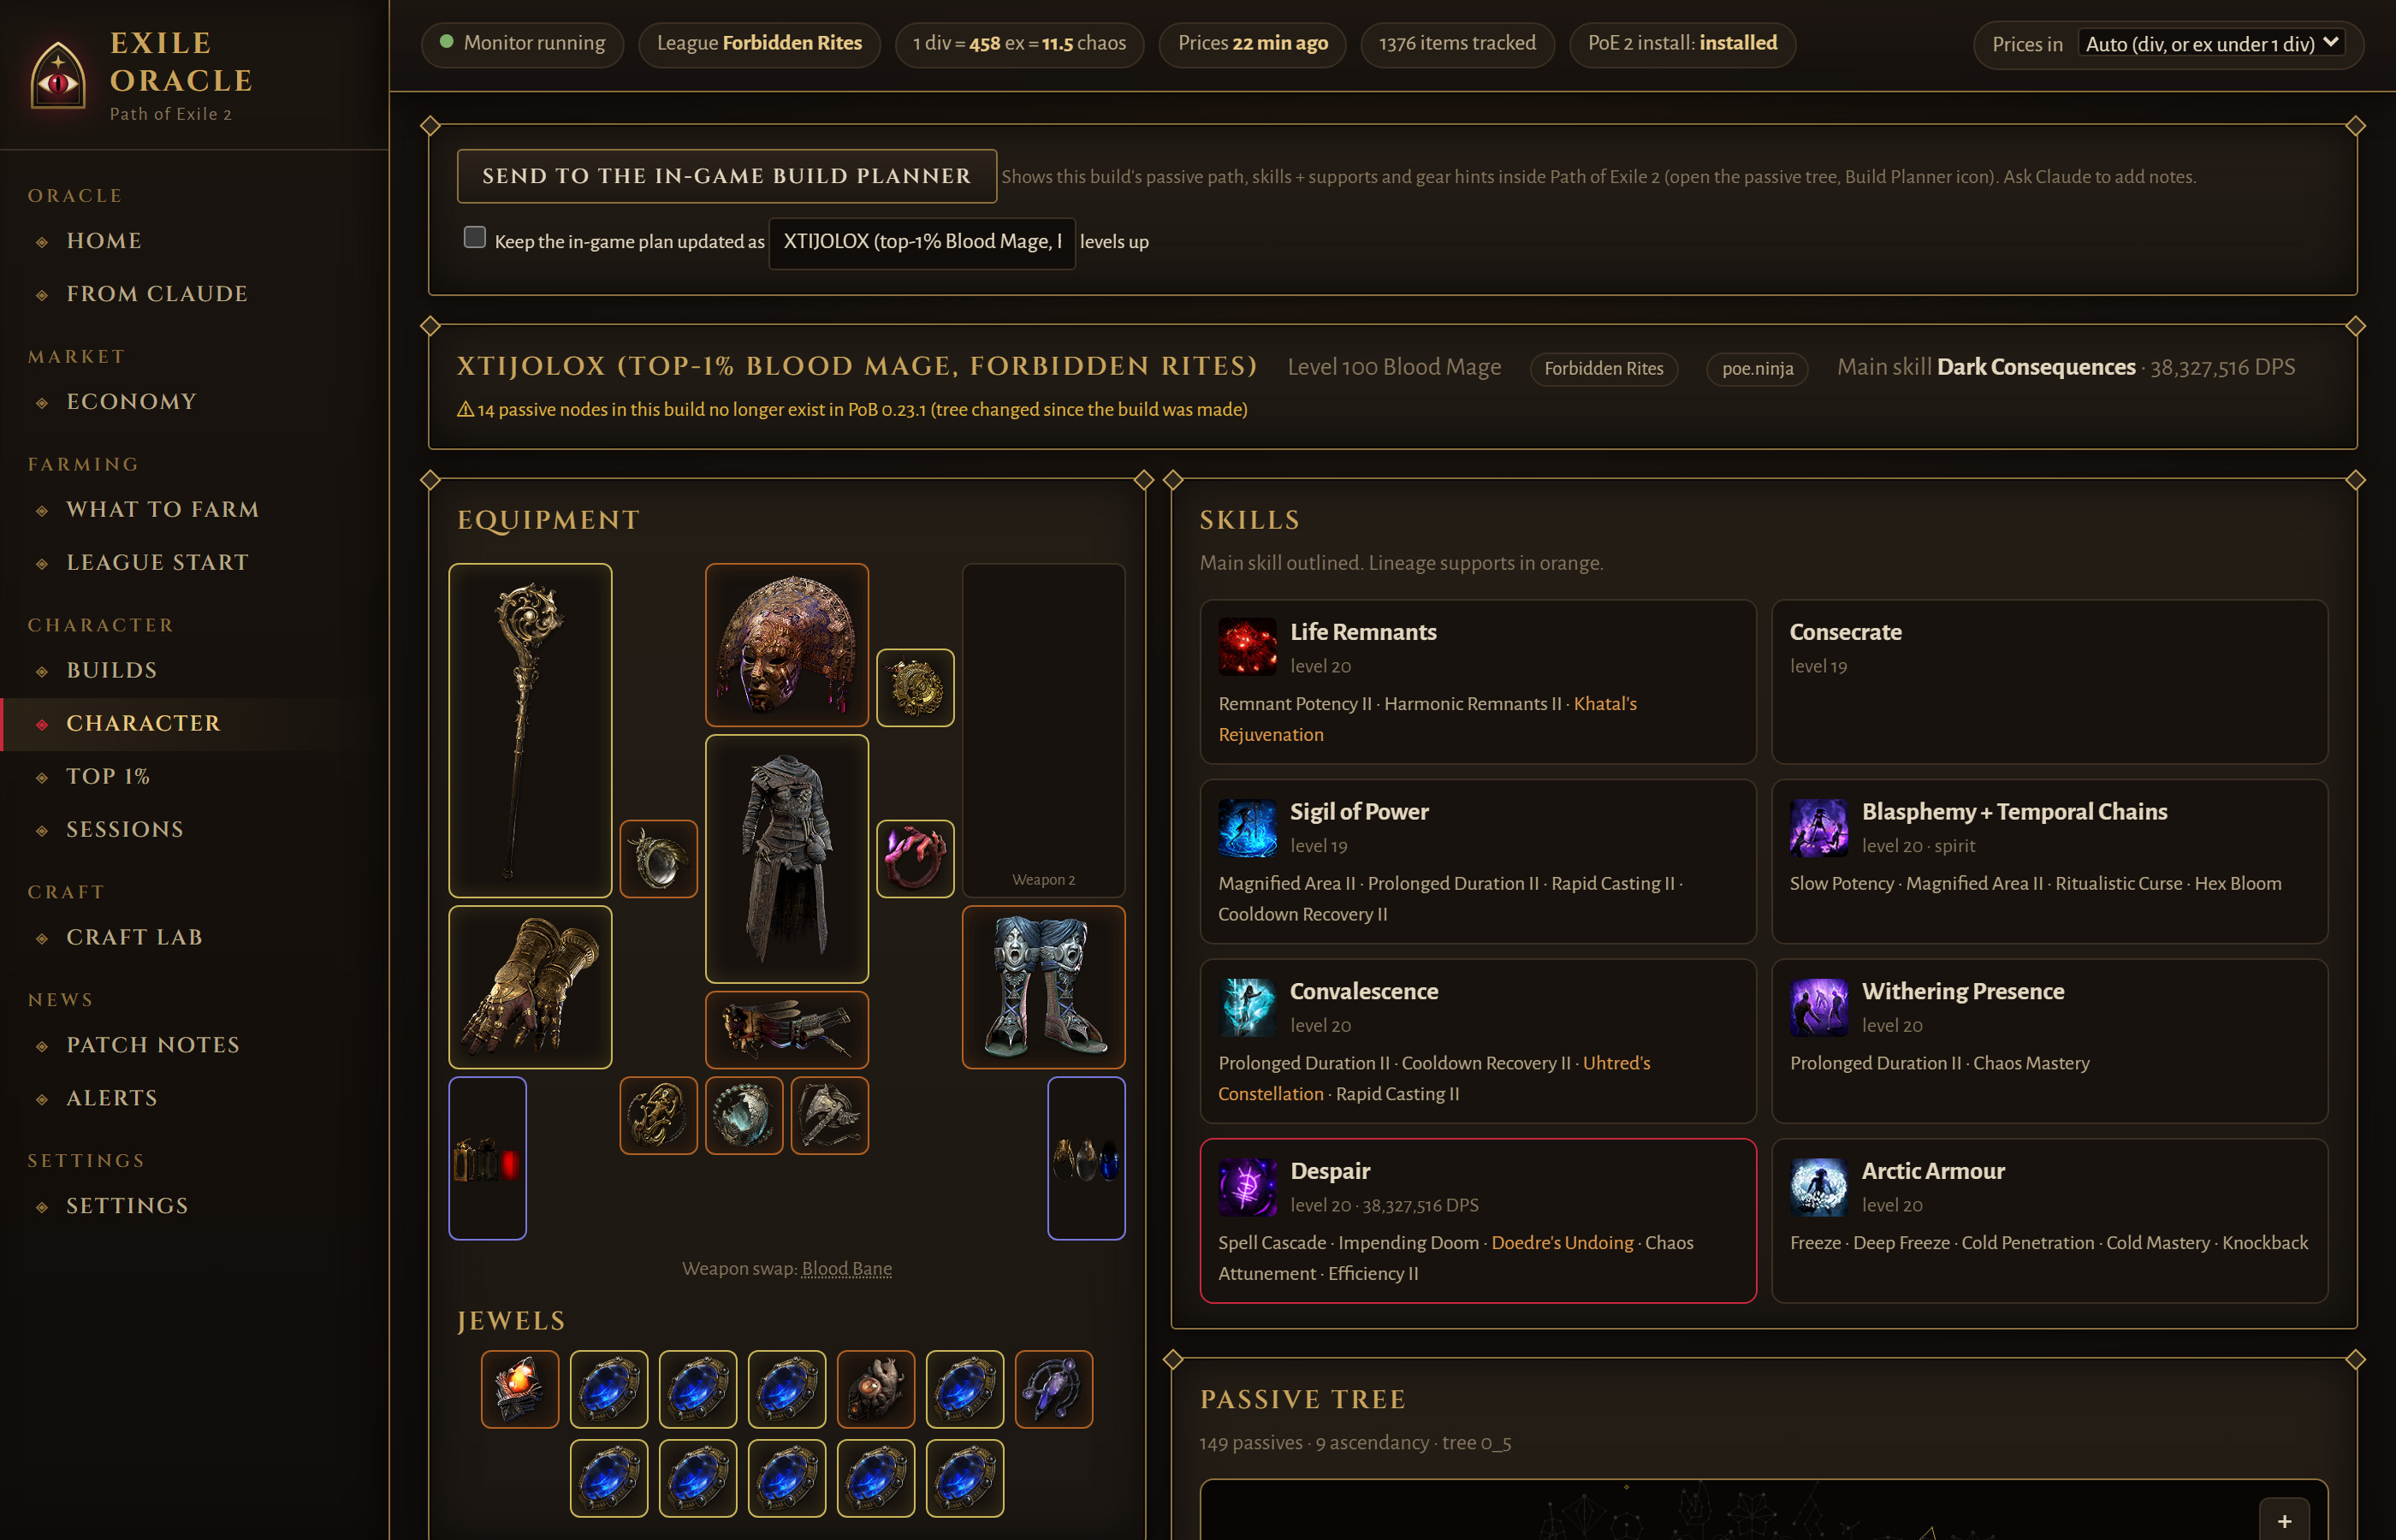 EXILE
ORACLE
Path of Exile 2
ORACLE
HOME
FROM CLAUDE
MARKET
ECONOMY
FARMING
WHAT TO FARM
LEAGUE START
CHARACTER
BUILDS
CHARACTER
TOP 1%
SESSIONS
CRAFT
CRAFT LAB
NEWS
PATCH NOTES
ALERTS
SETTINGS
SETTINGS
Monitor running
League Forbidden Rites
1 div = 458 ex = 11.5 chaos
Prices 22 min ago
1376 items tracked
PoE 2 install: installed
Prices in Auto (div, or ex under 1 div)
SEND TO THE IN-GAME BUILD PLANNER Shows this build's passive path, skills + supports and gear hints inside Path of Exile 2 (open the passive tree, Build Planner icon). Ask Claude to add notes.
Keep the in-game plan updated as XTIJOLOX (top-1% Blood Mage, levels up
XTIJOLOX (TOP-1% BLOOD MAGE, FORBIDDEN RITES) Level 100 Blood Mage Forbidden Rites poe.ninja Main skill Dark Consequences · 38,327,516 DPS
⚠ 14 passive nodes in this build no longer exist in PoB 0.23.1 (tree changed since the build was made)
EQUIPMENT
Weapon 2
Weapon swap: Blood Bane
JEWELS
SKILLS
Main skill outlined. Lineage supports in orange.
Life Remnants
level 20
Remnant Potency II · Harmonic Remnants II · Khatal's
Rejuvenation
Consecrate
level 19
Sigil of Power
level 19
Magnified Area II · Prolonged Duration II · Rapid Casting II ·
Cooldown Recovery II
Blasphemy + Temporal Chains
level 20 · spirit
Slow Potency · Magnified Area II · Ritualistic Curse · Hex Bloom
Convalescence
level 20
Prolonged Duration II · Cooldown Recovery II · Uhtred's
Constellation · Rapid Casting II
Withering Presence
level 20
Prolonged Duration II · Chaos Mastery
Despair
level 20 · 38,327,516 DPS
Spell Cascade · Impending Doom · Doedre's Undoing · Chaos
Attunement · Efficiency II
Arctic Armour
level 20
Freeze · Deep Freeze · Cold Penetration · Cold Mastery · Knockback
PASSIVE TREE
149 passives · 9 ascendancy · tree 0_5
+